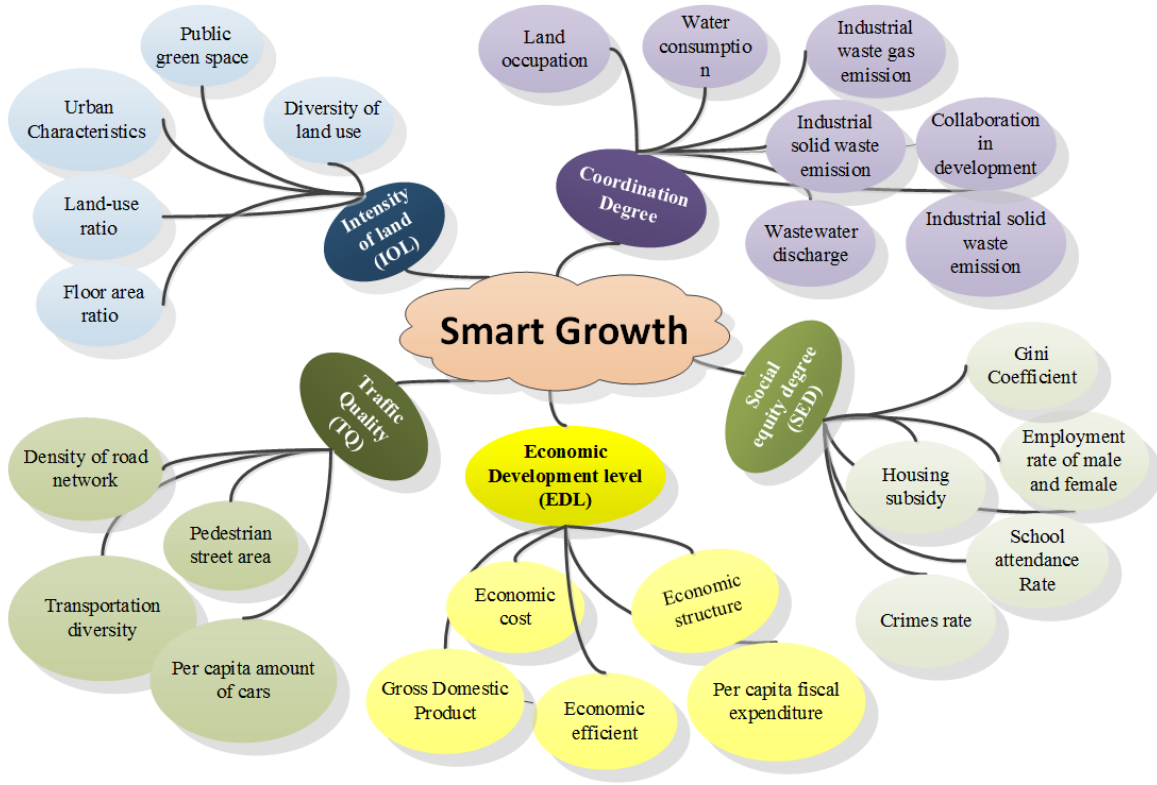 Public
green space
Urban
Characteristics
Diversity of
land use
Land-use
ratio
Floor area
ratio
Intensity
of land
(IOL)
Land
occupation
Water
consumptio
n
Industrial
waste gas
emission
Industrial
solid waste
emission
Collaboration
in
development
Coordination
Degree
Wastewater
discharge
Industrial solid
waste
emission
Smart Growth
Traffic
Quality
(TQ)
Density of road
network
Pedestrian
street area
Transportation
diversity
Per capita amount
of cars
Economic
Development level
(EDL)
Economic
cost
Economic
structure
Gross Domestic
Product
Economic
efficient
Per capita fiscal
expenditure
Social
equity degree
(SED)
Gini
Coefficient
Employment
rate of male
and female
Housing
subsidy
School
attendance
Rate
Crimes rate